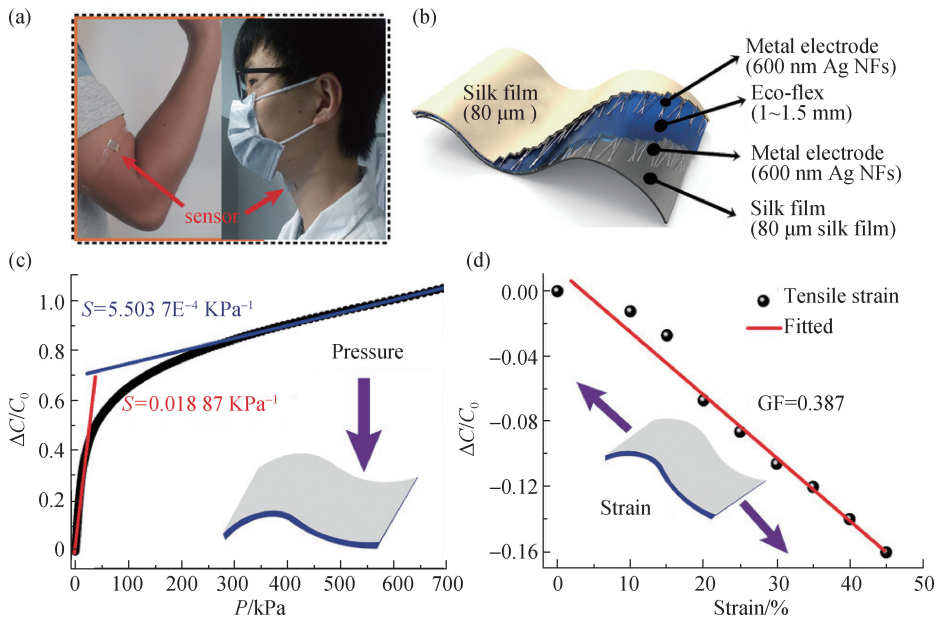 (a)
sensor
(b)
Silk film
(80 μm)
Metal electrode
(600 nm Ag NFs)
Eco-flex
(1~1.5 mm)
Metal electrode
(600 nm Ag NFs)
Silk film
(80 μm silk film)
(c)
S=5.503 7E⁻⁴ KPa⁻¹
S=0.018 87 KPa⁻¹
Pressure
ΔC/C₀
1.0
0.8
0.6
0.4
0.2
0
0 100 200 300 400 500 600 700
P/kPa
(d)
Tensile strain
Fitted
GF=0.387
Strain
ΔC/C₀
0.00
−0.04
−0.08
−0.12
−0.16
0 10 20 30 40 50
Strain/%